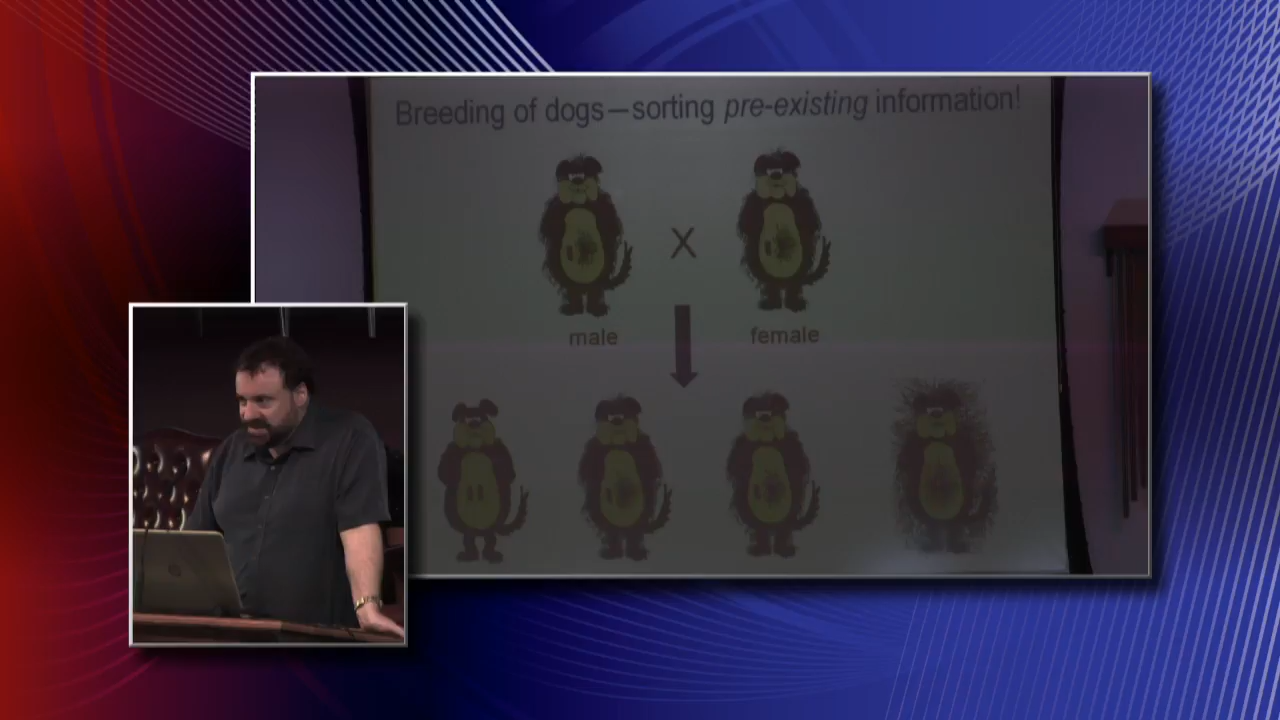 Breeding of dogs—sorting pre-existing information!
X
male
female